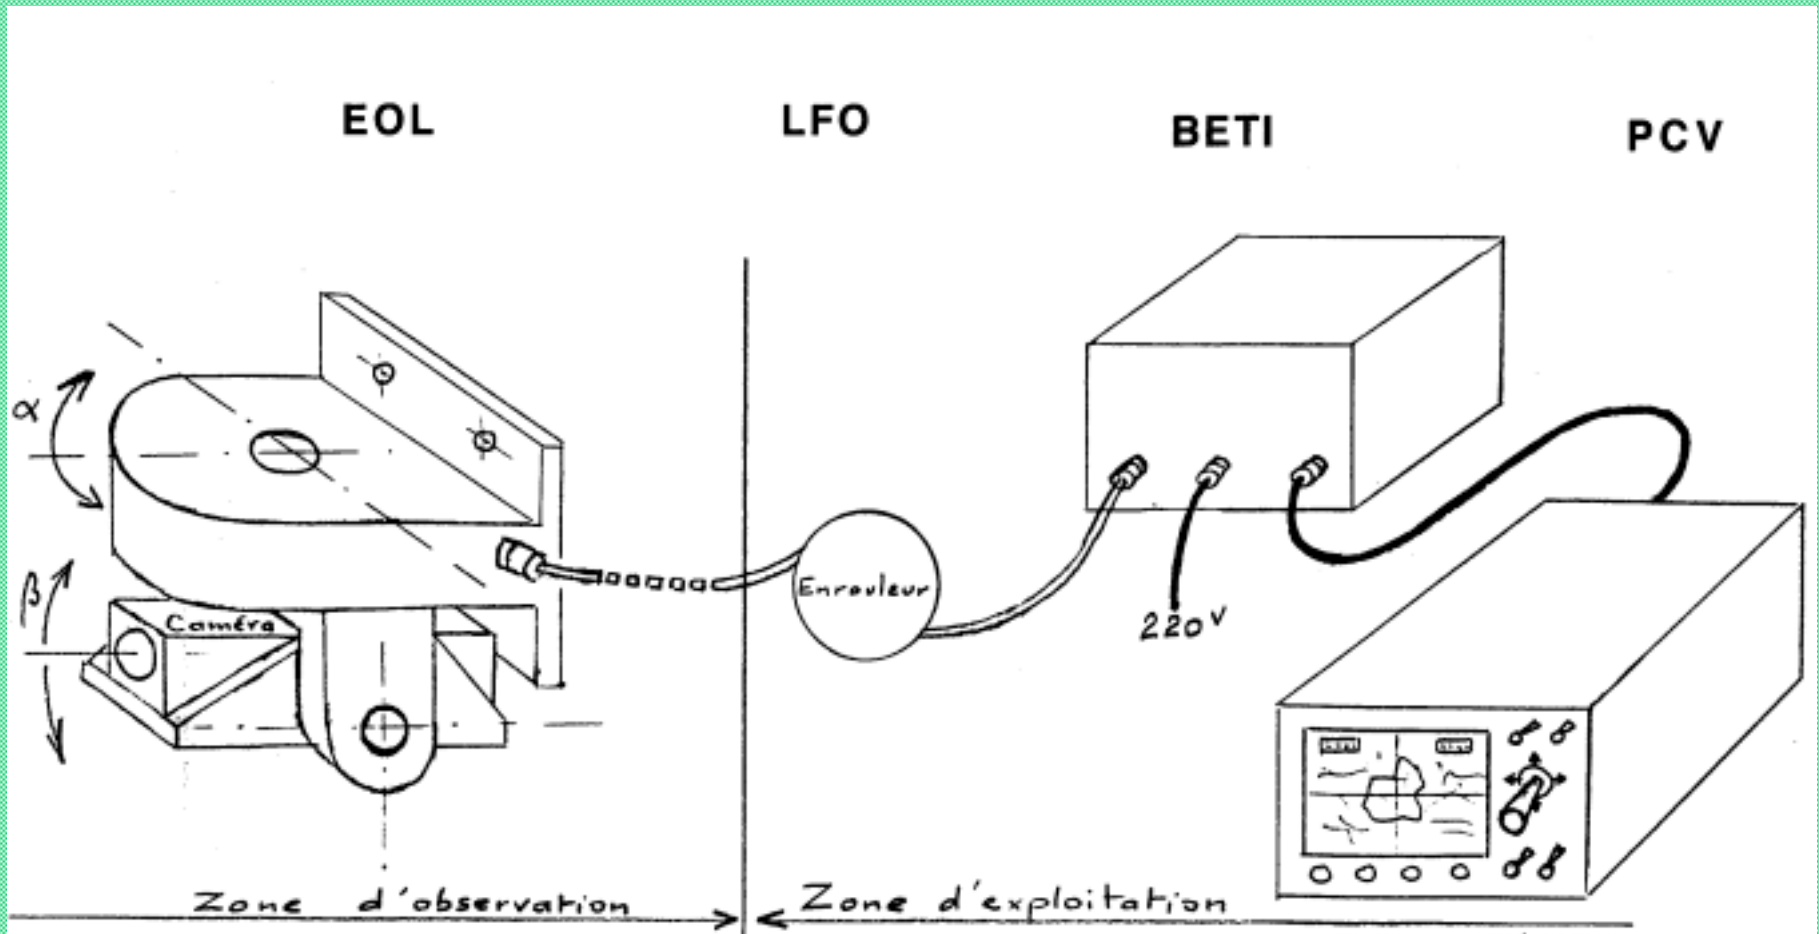 EOL
LFO
BETI
PCV
α
β
Caméra
Enrouleur
220V
Zone d'observation
Zone d'exploitation